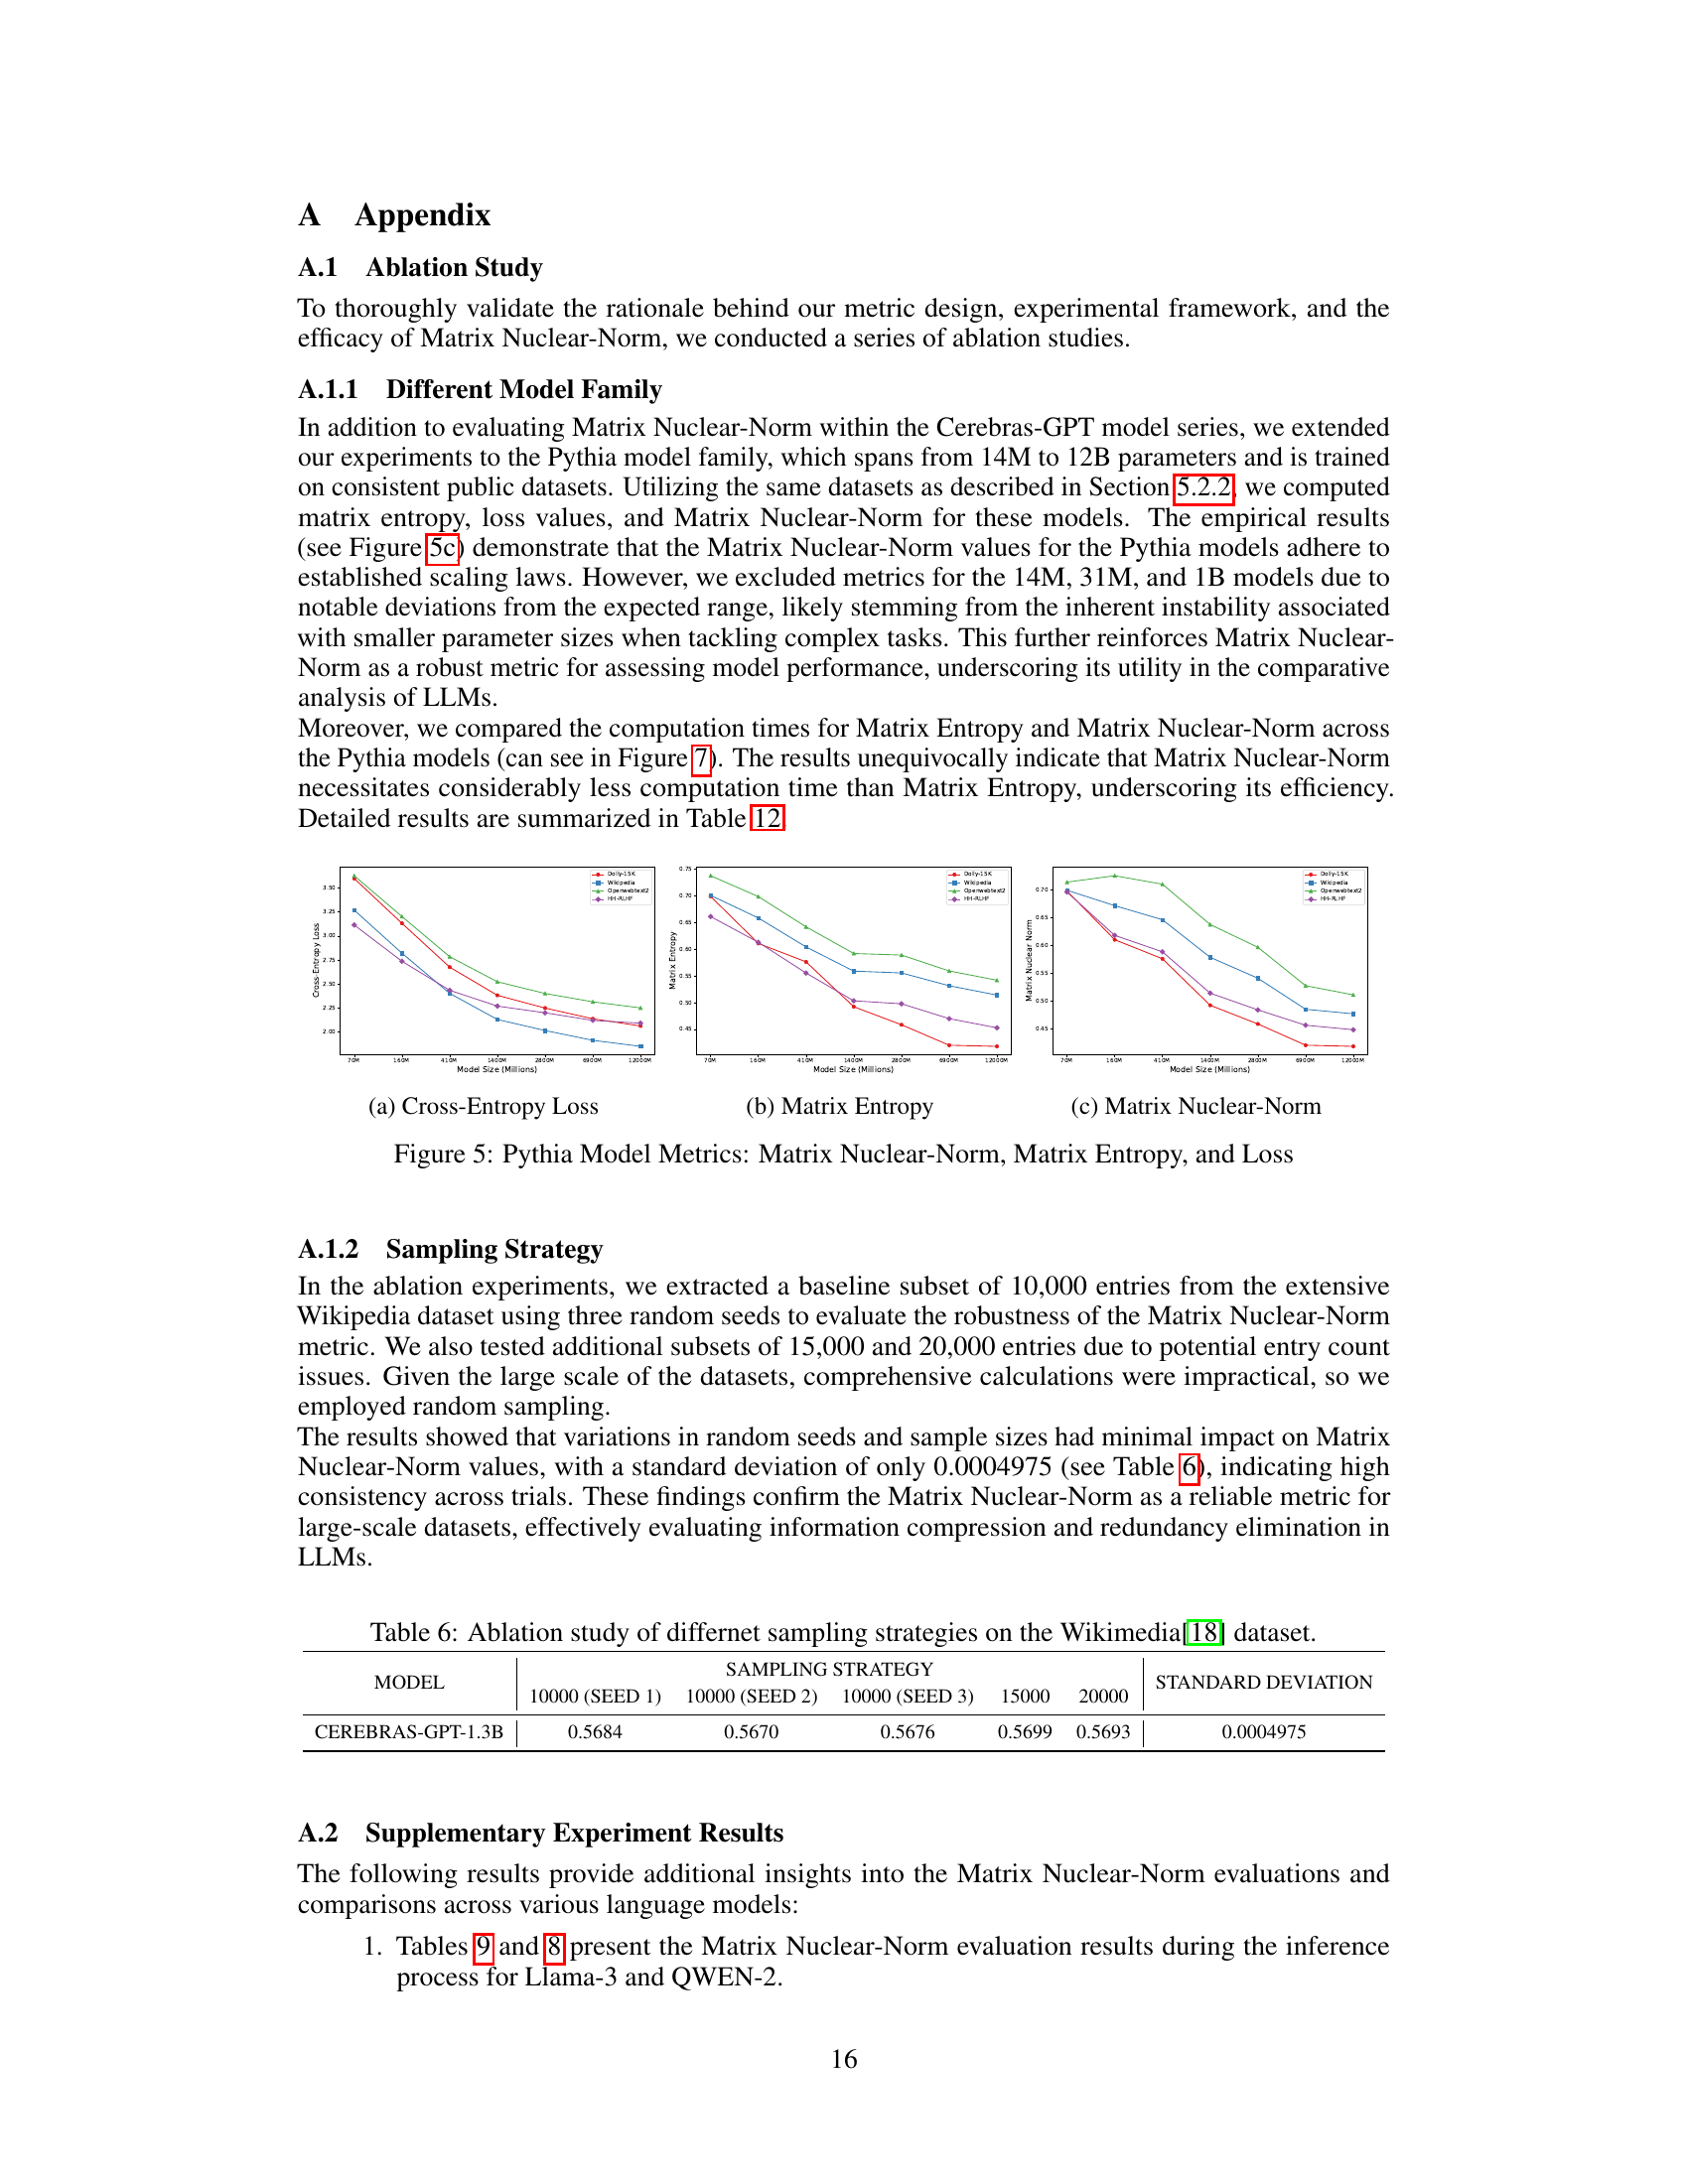 A Appendix
A.1 Ablation Study
To thoroughly validate the rationale behind our metric design, experimental framework, and the
efficacy of Matrix Nuclear-Norm, we conducted a series of ablation studies.
A.1.1 Different Model Family
In addition to evaluating Matrix Nuclear-Norm within the Cerebras-GPT model series, we extended
our experiments to the Pythia model family, which spans from 14M to 12B parameters and is trained
on consistent public datasets. Utilizing the same datasets as described in Section 5.2.2, we computed
matrix entropy, loss values, and Matrix Nuclear-Norm for these models. The empirical results
(see Figure 5c) demonstrate that the Matrix Nuclear-Norm values for the Pythia models adhere to
established scaling laws. However, we excluded metrics for the 14M, 31M, and 1B models due to
notable deviations from the expected range, likely stemming from the inherent instability associated
with smaller parameter sizes when tackling complex tasks. This further reinforces Matrix Nuclear-
Norm as a robust metric for assessing model performance, underscoring its utility in the comparative
analysis of LLMs.
Moreover, we compared the computation times for Matrix Entropy and Matrix Nuclear-Norm across
the Pythia models (can see in Figure 7). The results unequivocally indicate that Matrix Nuclear-Norm
necessitates considerably less computation time than Matrix Entropy, underscoring its efficiency.
Detailed results are summarized in Table 12.
Cross-Entropy Loss
3.50
3.25
3.00
2.75
2.50
2.25
2.00
Dolly-15K
Wikipedia
Openwebtext2
HH-RLHF
70M 160M 410M 1400M 2800M 6900M 12000M
Model Size (Millions)
(a) Cross-Entropy Loss
Matrix Entropy
0.75
0.70
0.65
0.60
0.55
0.50
0.45
Dolly-15K
Wikipedia
Openwebtext2
HH-RLHF
70M 160M 410M 1400M 2800M 6900M 12000M
Model Size (Millions)
(b) Matrix Entropy
Matrix Nuclear Norm
0.70
0.65
0.60
0.55
0.50
0.45
Dolly-15K
Wikipedia
Openwebtext2
HH-RLHF
70M 160M 410M 1400M 2800M 6900M 12000M
Model Size (Millions)
(c) Matrix Nuclear-Norm
Figure 5: Pythia Model Metrics: Matrix Nuclear-Norm, Matrix Entropy, and Loss
A.1.2 Sampling Strategy
In the ablation experiments, we extracted a baseline subset of 10,000 entries from the extensive
Wikipedia dataset using three random seeds to evaluate the robustness of the Matrix Nuclear-Norm
metric. We also tested additional subsets of 15,000 and 20,000 entries due to potential entry count
issues. Given the large scale of the datasets, comprehensive calculations were impractical, so we
employed random sampling.
The results showed that variations in random seeds and sample sizes had minimal impact on Matrix
Nuclear-Norm values, with a standard deviation of only 0.0004975 (see Table 6), indicating high
consistency across trials. These findings confirm the Matrix Nuclear-Norm as a reliable metric for
large-scale datasets, effectively evaluating information compression and redundancy elimination in
LLMs.
Table 6: Ablation study of differnet sampling strategies on the Wikimedia[18] dataset.
MODEL SAMPLING STRATEGY STANDARD DEVIATION
10000 (SEED 1) 10000 (SEED 2) 10000 (SEED 3) 15000 20000
CEREBRAS-GPT-1.3B 0.5684 0.5670 0.5676 0.5699 0.5693 0.0004975
A.2 Supplementary Experiment Results
The following results provide additional insights into the Matrix Nuclear-Norm evaluations and
comparisons across various language models:
1. Tables 9 and 8 present the Matrix Nuclear-Norm evaluation results during the inference
process for Llama-3 and QWEN-2.
16